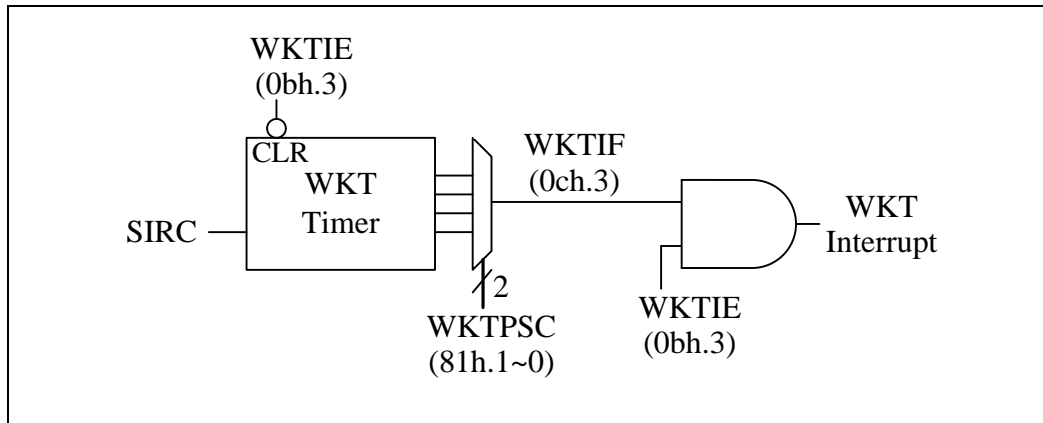 WKTIE
(0bh.3)
CLR
WKT
Timer
SIRC
WKTIF
(0ch.3)
WKT
Interrupt
2
WKTPSC
(81h.1~0)
WKTIE
(0bh.3)